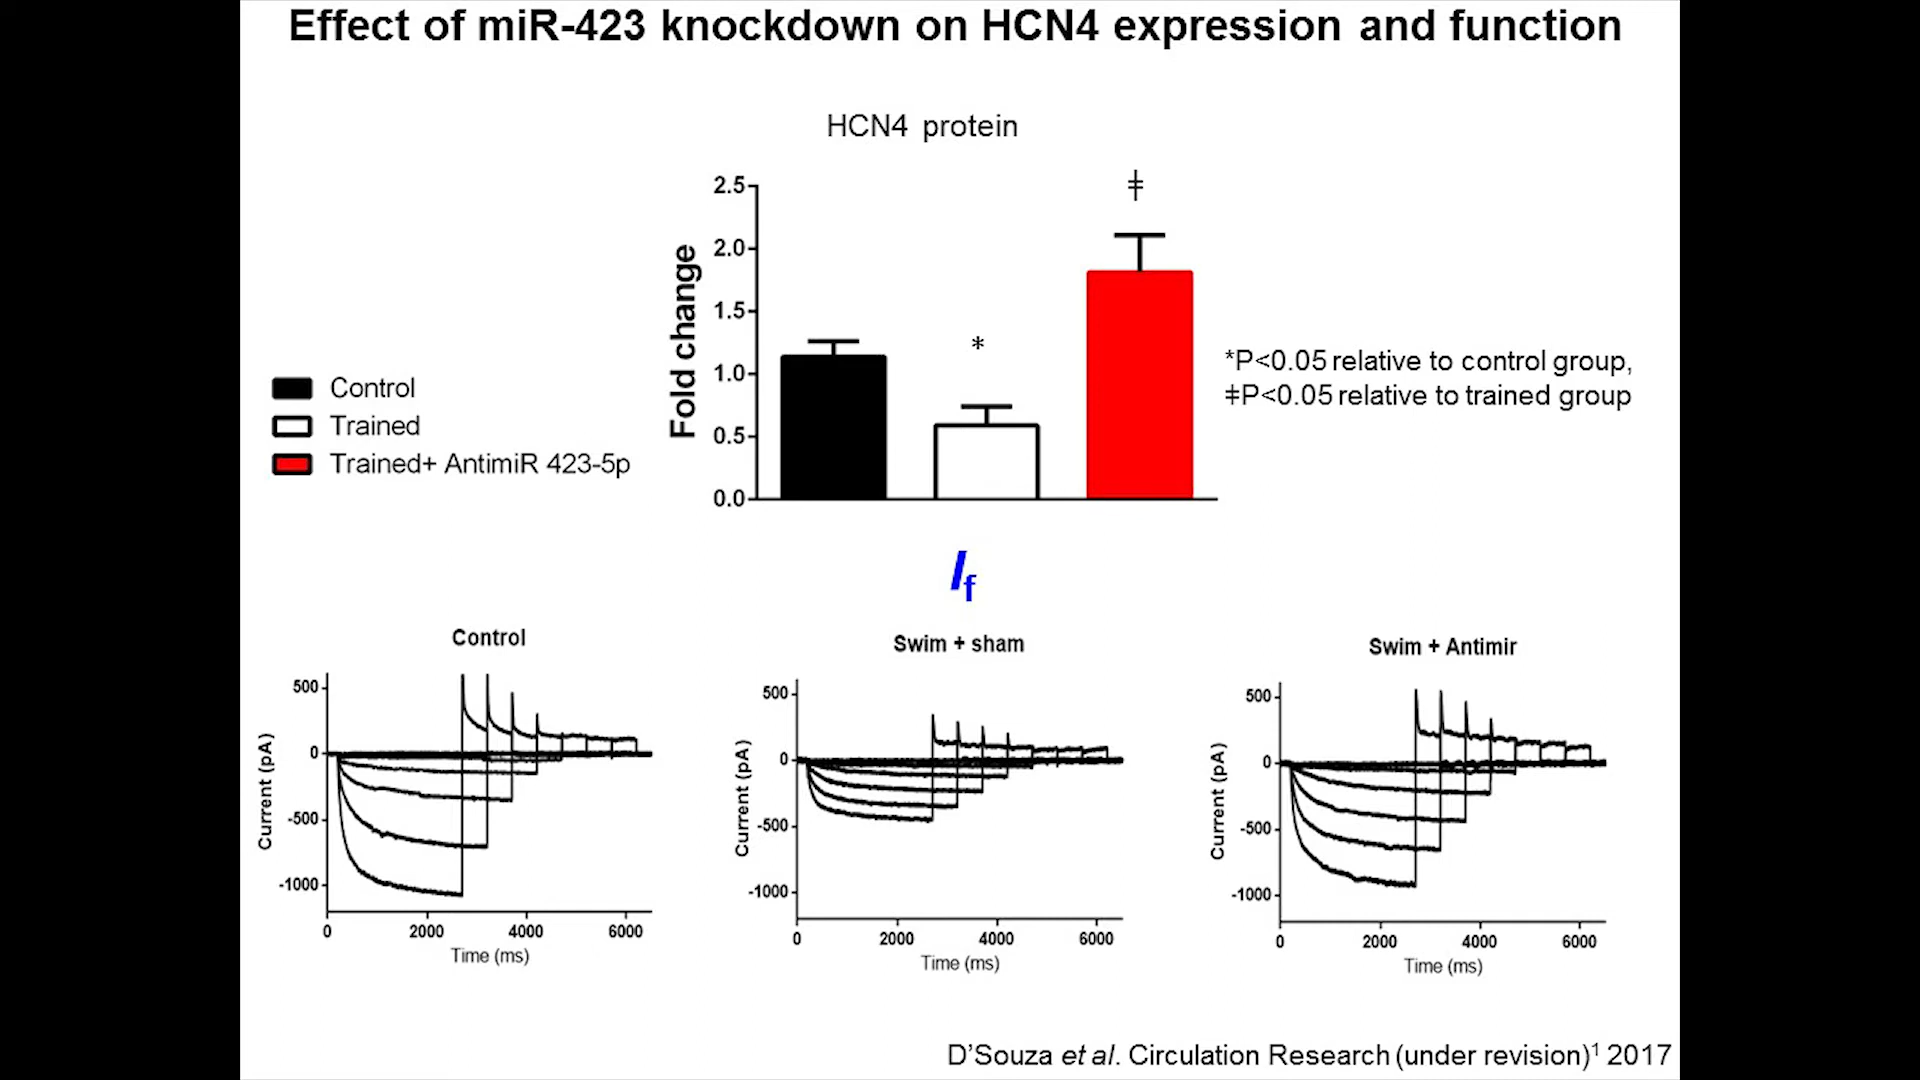 Effect of miR-423 knockdown on HCN4 expression and function
HCN4 protein
Fold change
2.5
2.0
1.5
1.0
0.5
0.0
*
ǂ
Control
Trained
Trained+ AntimiR 423-5p
*P<0.05 relative to control group,
ǂP<0.05 relative to trained group
If
Control
Current (pA)
500
0
-500
-1000
0 2000 4000 6000
Time (ms)
Swim + sham
Current (pA)
500
0
-500
-1000
0 2000 4000 6000
Time (ms)
Swim + Antimir
Current (pA)
500
0
-500
-1000
0 2000 4000 6000
Time (ms)
D'Souza et al. Circulation Research (under revision)¹ 2017